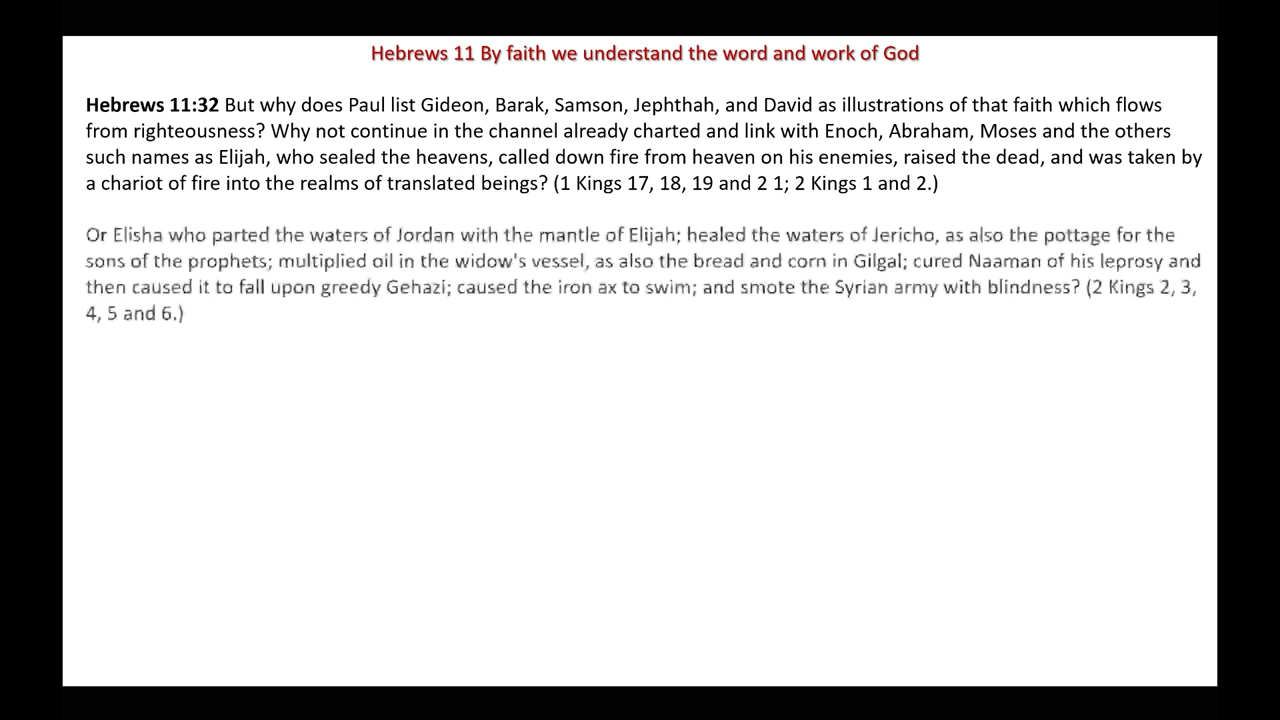 Hebrews 11 By faith we understand the word and work of God
Hebrews 11:32 But why does Paul list Gideon, Barak, Samson, Jephthah, and David as illustrations of that faith which flows
from righteousness? Why not continue in the channel already charted and link with Enoch, Abraham, Moses and the others
such names as Elijah, who sealed the heavens, called down fire from heaven on his enemies, raised the dead, and was taken by
a chariot of fire into the realms of translated beings? (1 Kings 17, 18, 19 and 2 1; 2 Kings 1 and 2.)
Or Elisha who parted the waters of Jordan with the mantle of Elijah; healed the waters of Jericho, as also the pottage for the
sons of the prophets; multiplied oil in the widow's vessel, as also the bread and corn in Gilgal; cured Naaman of his leprosy and
then caused it to fall upon greedy Gehazi; caused the iron ax to swim; and smote the Syrian army with blindness? (2 Kings 2, 3,
4, 5 and 6.)